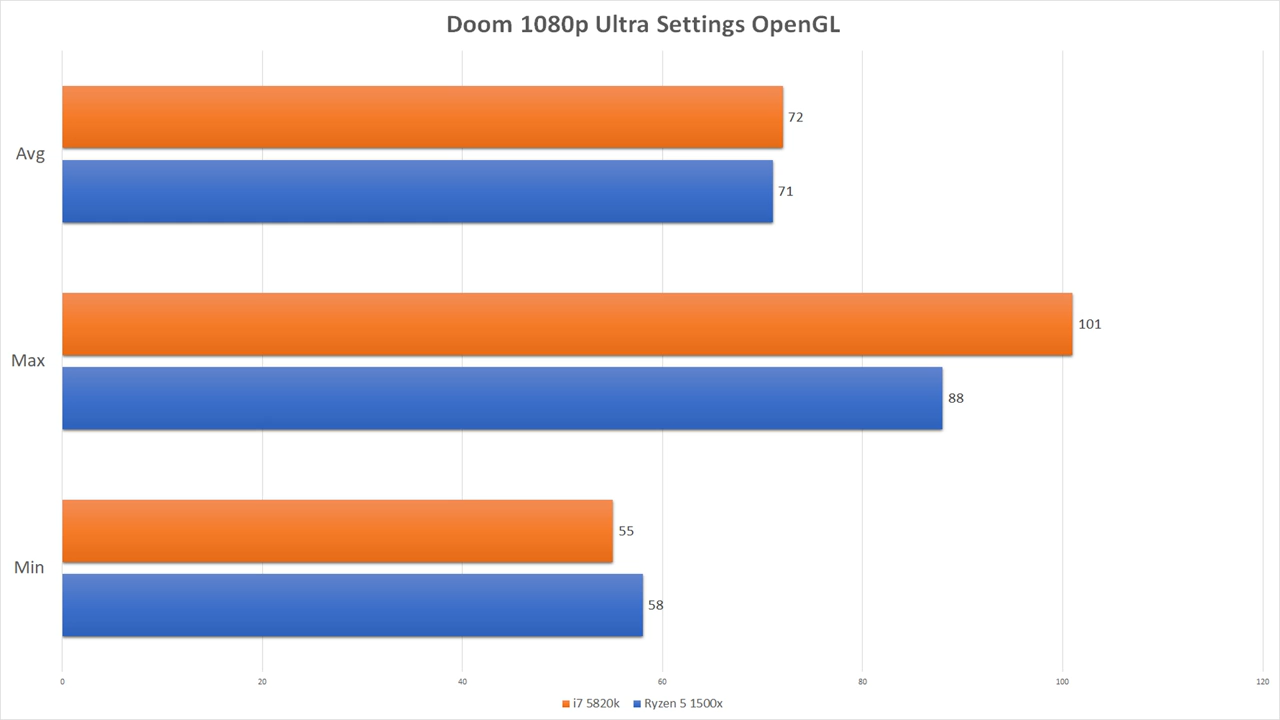 Doom 1080p Ultra Settings OpenGL
Avg
72
71
Max
101
88
Min
55
58
0 20 40 60 80 100 120
i7 5820k Ryzen 5 1500x